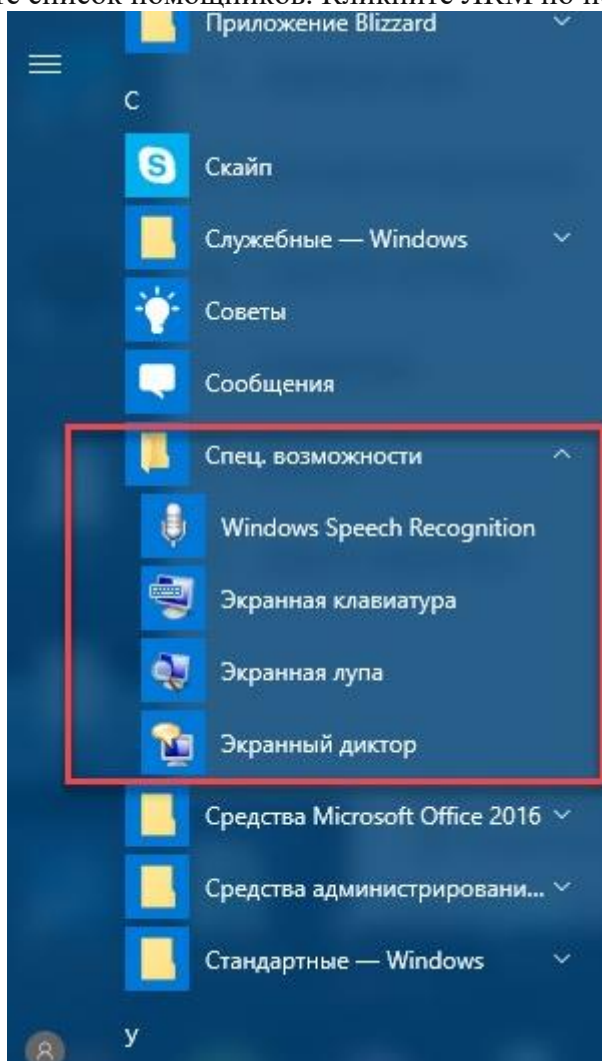 Приложение Blizzard
С
Скайп
Служебные — Windows
Советы
Сообщения
Спец. возможности
Windows Speech Recognition
Экранная клавиатура
Экранная лупа
Экранный диктор
Средства Microsoft Office 2016
Средства администрировани...
Стандартные — Windows
У